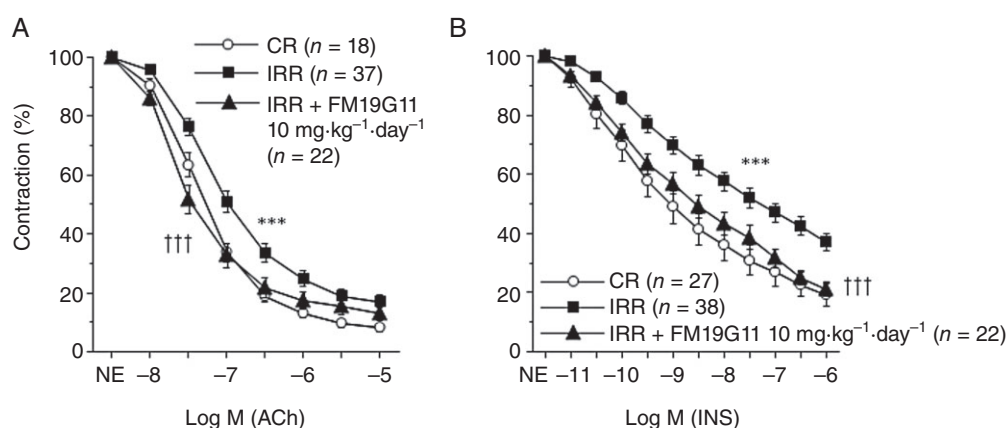 A
CR (n = 18)
IRR (n = 37)
IRR + FM19G11
10 mg·kg⁻¹·day⁻¹
(n = 22)
100
80
60
40
20
0
Contraction (%)
***
†††
NE –8 –7 –6 –5
Log M (ACh)
B
100
80
60
40
20
0
***
†††
CR (n = 27)
IRR (n = 38)
IRR + FM19G11 10 mg·kg⁻¹·day⁻¹ (n = 22)
NE –11 –10 –9 –8 –7 –6
Log M (INS)